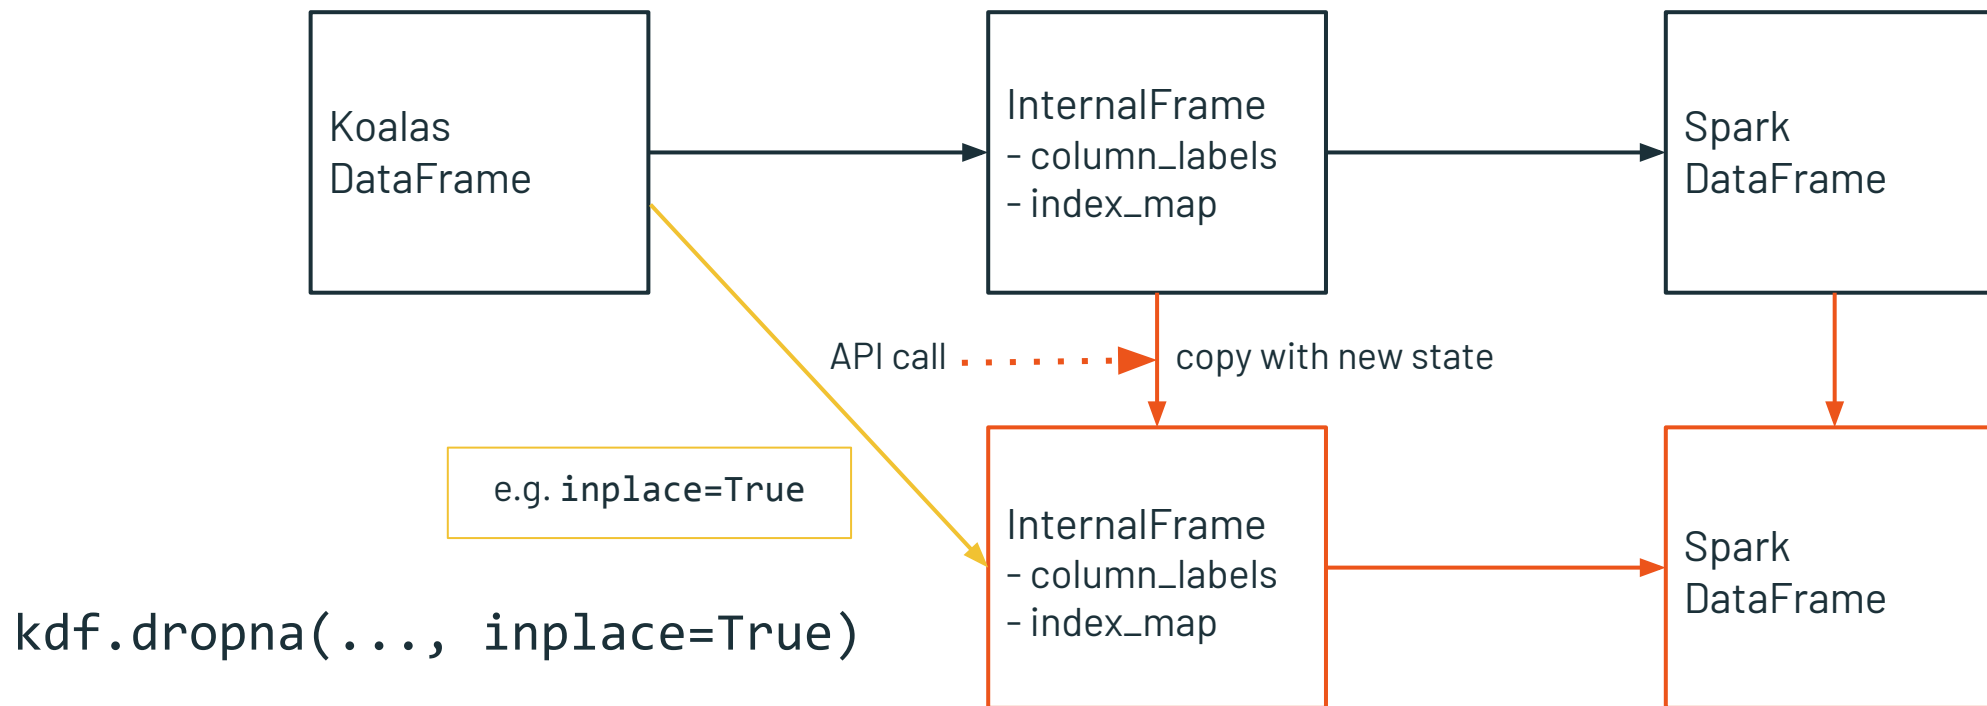 Koalas
DataFrame
InternalFrame
- column_labels
- index_map
Spark
DataFrame
API call
copy with new state
e.g. inplace=True
InternalFrame
- column_labels
- index_map
Spark
DataFrame
kdf.dropna(..., inplace=True)